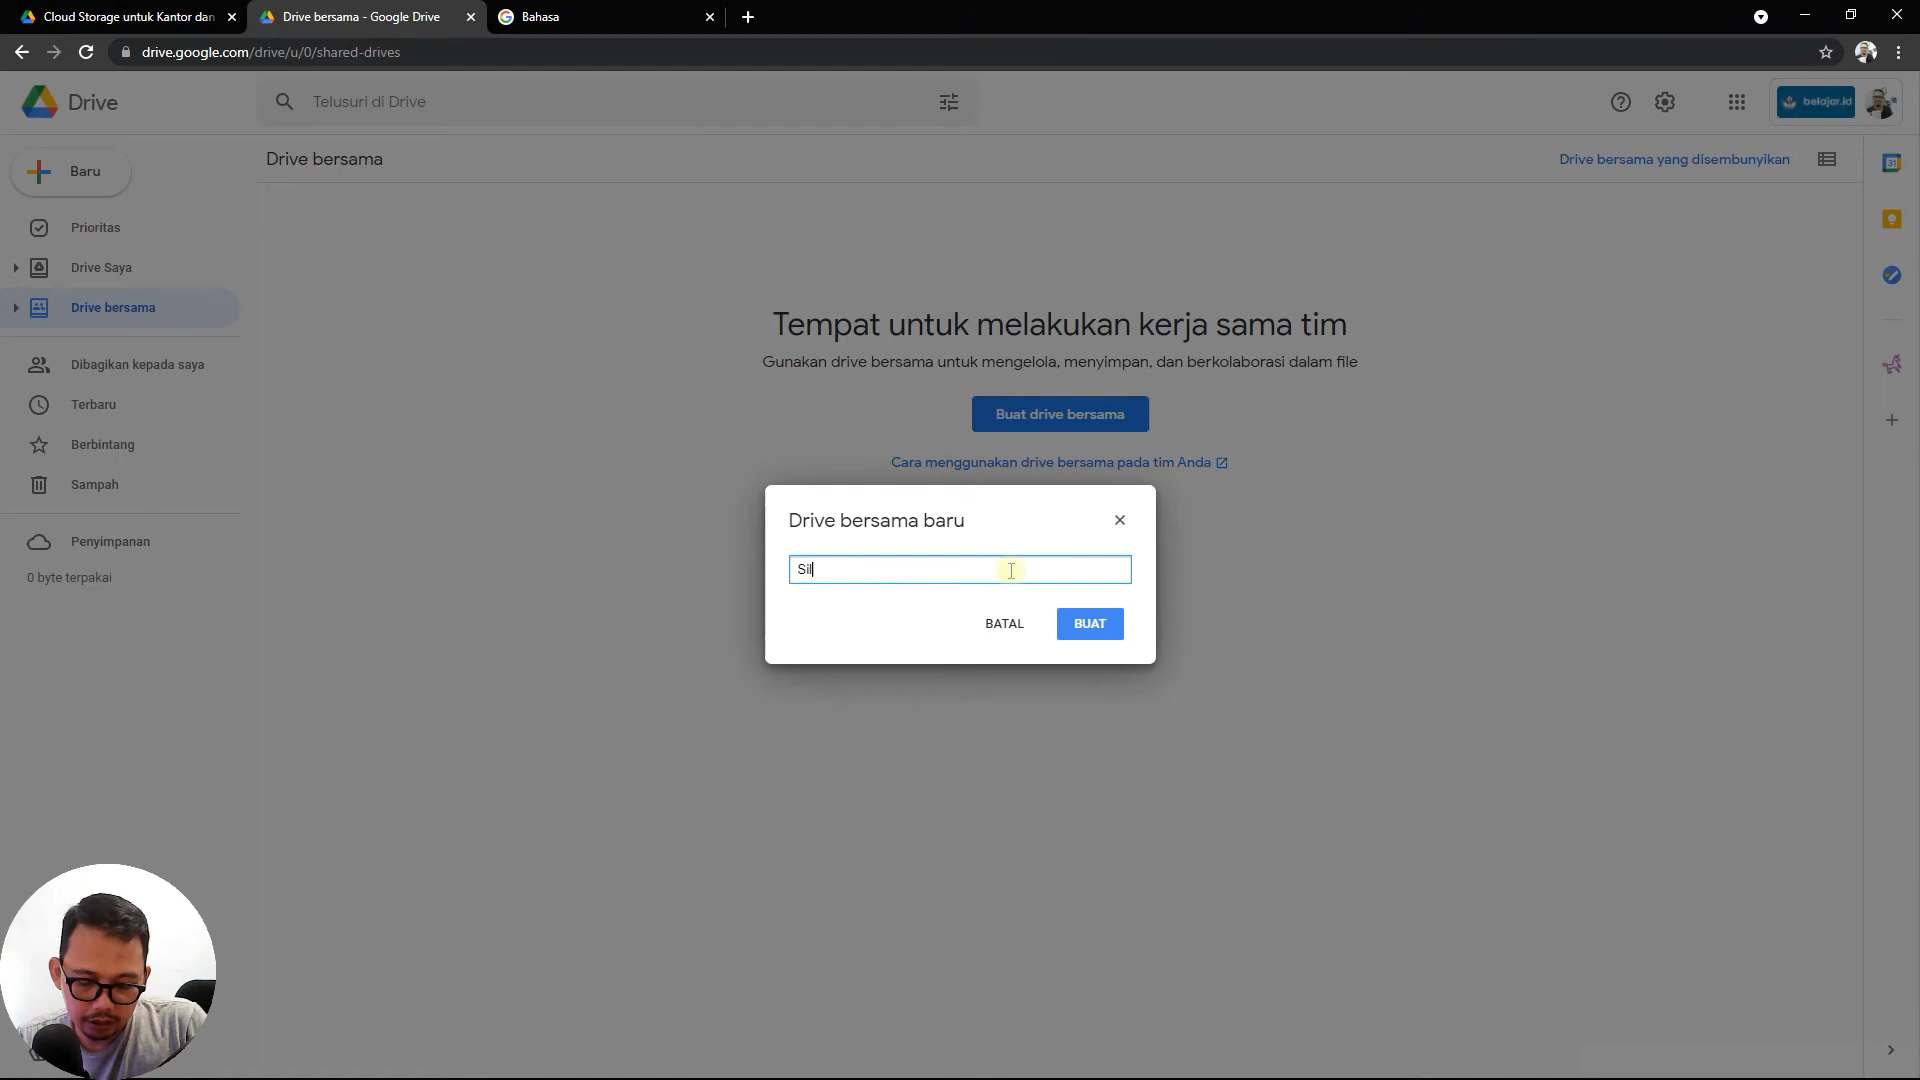 Cloud Storage untuk Kantor dan
Drive bersama - Google Drive
Bahasa
drive.google.com/drive/u/0/shared-drives
Drive
Telusuri di Drive
belajar.id
Baru
Drive bersama
Drive bersama yang disembunyikan
31
Prioritas
Drive Saya
Drive bersama
Dibagikan kepada saya
Terbaru
Berbintang
Sampah
Penyimpanan
0 byte terpakai
Tempat untuk melakukan kerja sama tim
Gunakan drive bersama untuk mengelola, menyimpan, dan berkolaborasi dalam file
Buat drive bersama
Cara menggunakan drive bersama pada tim Anda
Drive bersama baru
Sil
BATAL
BUAT